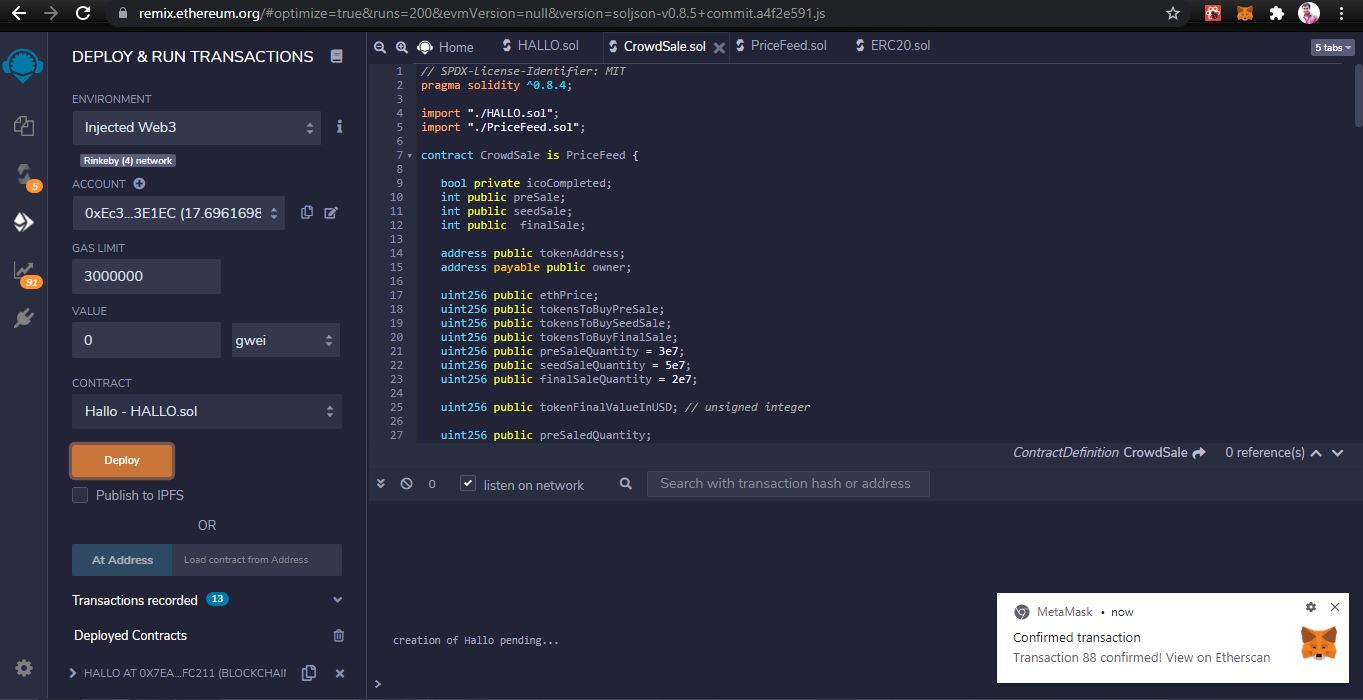 remix.ethereum.org/#optimize=true&runs=200&evmVersion=null&version=soljson-v0.8.5+commit.a4f2e591.js
DEPLOY & RUN TRANSACTIONS
ENVIRONMENT
Injected Web3
Rinkeby (4) network
ACCOUNT
0xEc3...3E1EC (17.6961698
GAS LIMIT
3000000
VALUE
0 gwei
CONTRACT
Hallo - HALLO.sol
Deploy
Publish to IPFS
OR
At Address Load contract from Address
Transactions recorded 13
Deployed Contracts
HALLO AT 0X7EA...FC211 (BLOCKCHAIN
5
91
Home HALLO.sol CrowdSale.sol PriceFeed.sol ERC20.sol 5 tabs
1 // SPDX-License-Identifier: MIT
2 pragma solidity ^0.8.4;
3
4 import "./HALLO.sol";
5 import "./PriceFeed.sol";
6
7 contract CrowdSale is PriceFeed {
8
9 bool private icoCompleted;
10 int public preSale;
11 int public seedSale;
12 int public finalSale;
13
14 address public tokenAddress;
15 address payable public owner;
16
17 uint256 public ethPrice;
18 uint256 public tokensToBuyPreSale;
19 uint256 public tokensToBuySeedSale;
20 uint256 public tokensToBuyFinalSale;
21 uint256 public preSaleQuantity = 3e7;
22 uint256 public seedSaleQuantity = 5e7;
23 uint256 public finalSaleQuantity = 2e7;
24
25 uint256 public tokenFinalValueInUSD; // unsigned integer
26
27 uint256 public preSaledQuantity;
ContractDefinition CrowdSale 0 reference(s)
0 listen on network Search with transaction hash or address
creation of Hallo pending...
>
MetaMask • now
Confirmed transaction
Transaction 88 confirmed! View on Etherscan